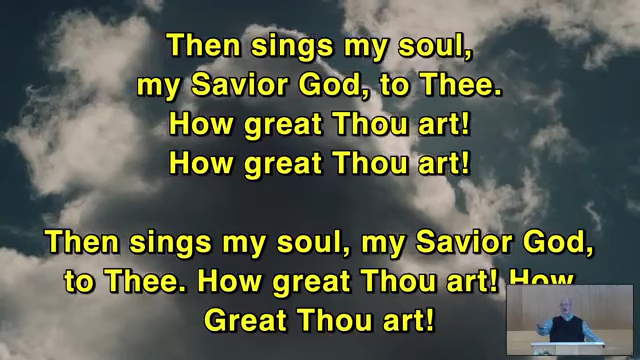 Then sings my soul,
my Savior God, to Thee.
How great Thou art!
How great Thou art!
Then sings my soul, my Savior God,
to Thee. How great Thou art! How
Great Thou art!